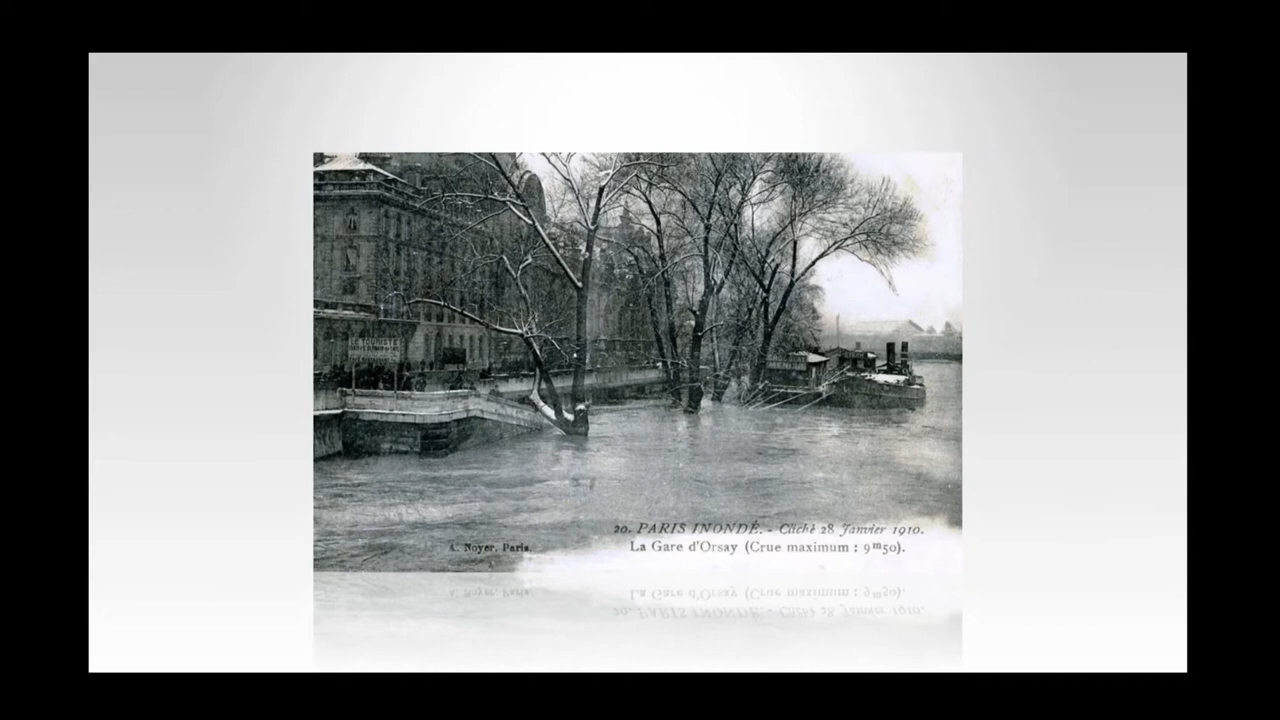 LE TOURISTE
20. PARIS INONDÉ. - Cliché 28 Janvier 1910.
A. Noyer, Paris.
La Gare d'Orsay (Crue maximum : 9m50).